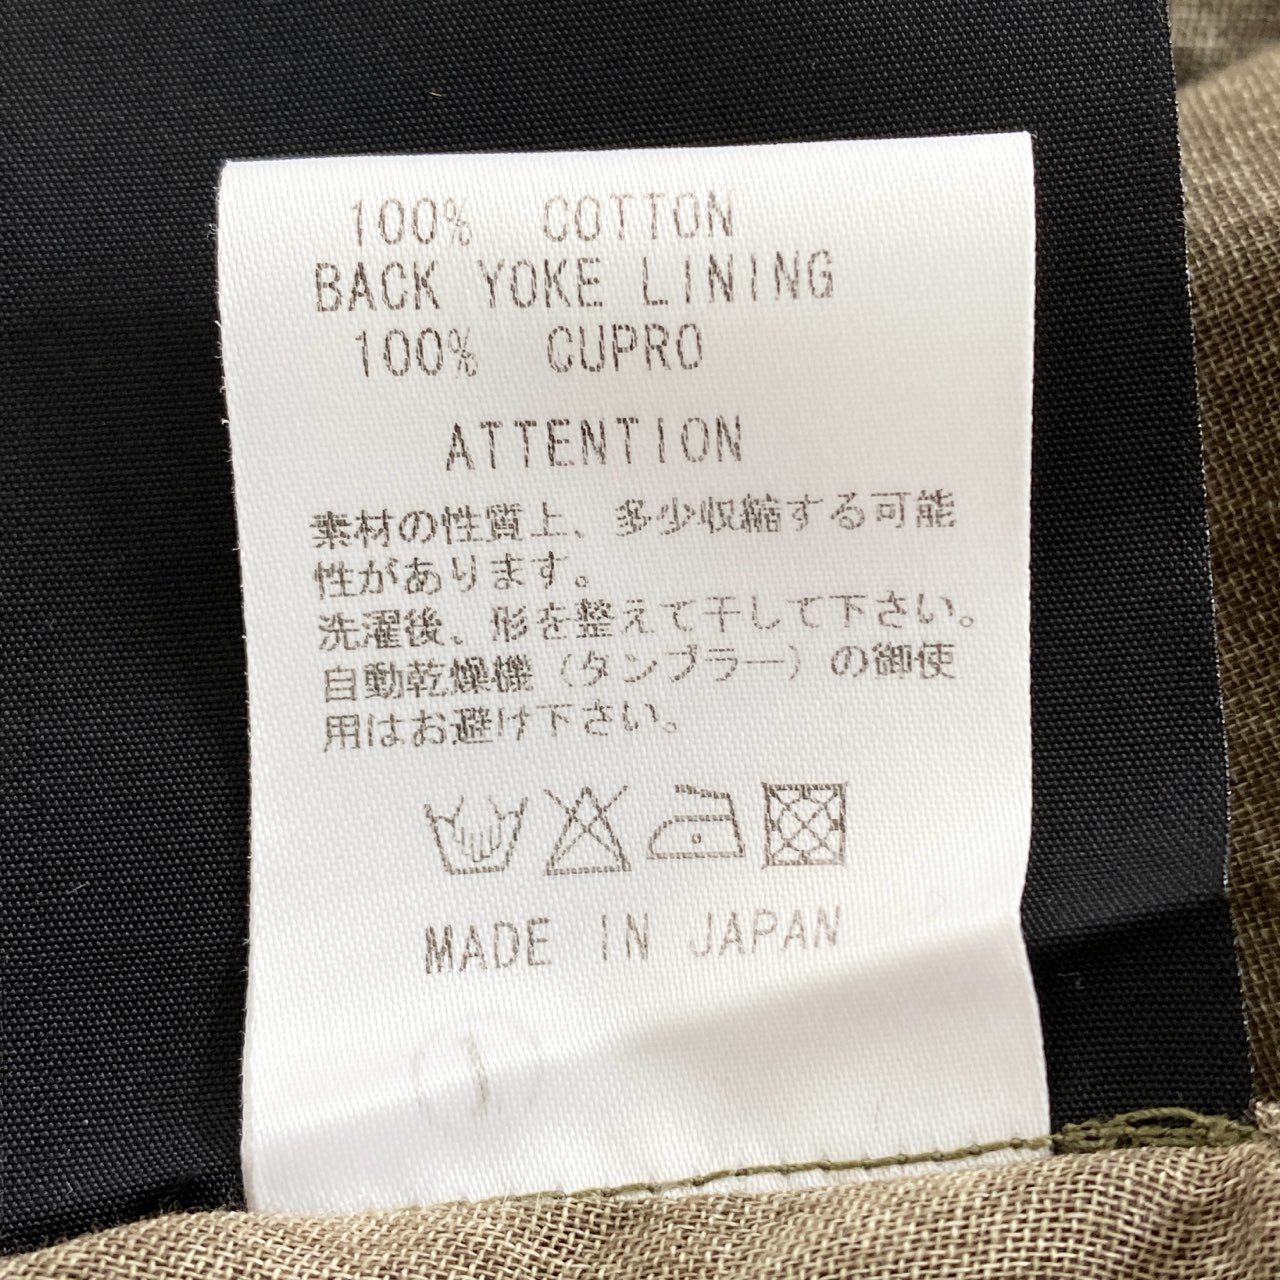 100% COTTON
BACK YOKE LINING
100% CUPRO
ATTENTION
素材の性質上、多少収縮する可能
性があります。
洗濯後、形を整えて干して下さい。
自動乾燥機（タンブラー）の御使
用はお避け下さい。
MADE IN JAPAN